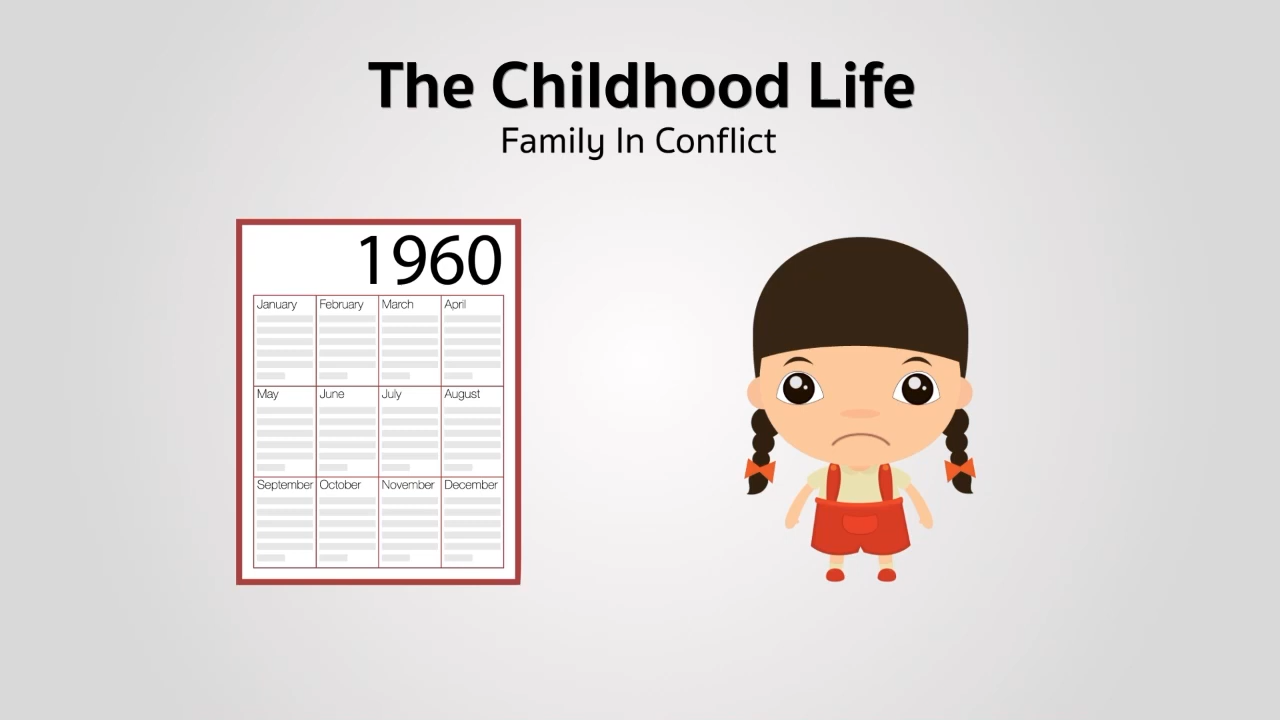 The Childhood Life
Family In Conflict
1960
January February March April
May June July August
September October November December